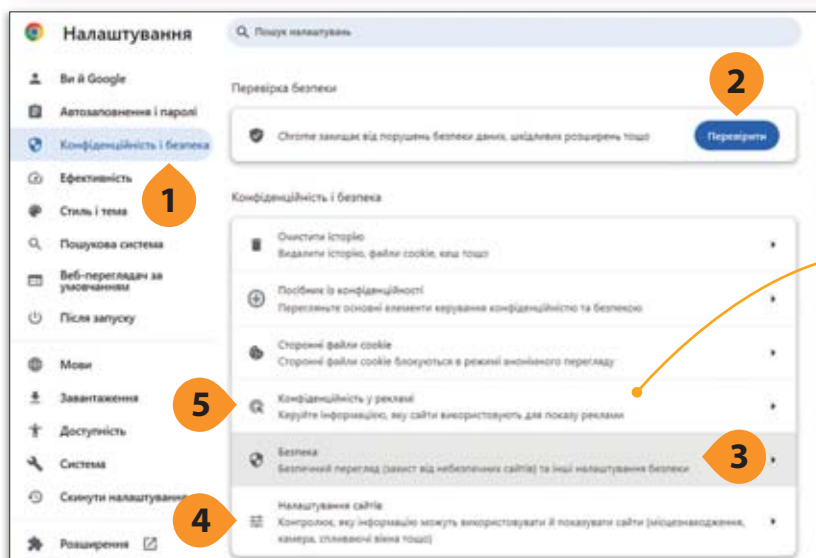 Налаштування
Пошук налаштувань
Ви й Google
Автозаповнення і паролі
Конфіденційність і безпека
Ефективність
Стиль і тема
Пошукова система
Веб-переглядач за
умовчанням
Після запуску
Мови
Завантаження
Доступність
Система
Скинути налаштування
Розширення
1
Перевірка безпеки
2
Chrome захищає від порушень безпеки даних, шкідливих розширень тощо
Перевірити
Конфіденційність і безпека
Очистити історію
Видалити історію, файли cookie, кеш тощо
Посібник із конфіденційності
Перегляньте основні елементи керування конфіденційністю та безпекою
Сторонні файли cookie
Сторонні файли cookie блокуються в режимі анонімного перегляду
5
Конфіденційність у рекламі
Керуйте інформацією, яку сайти використовують для показу реклами
Безпека
Безпечний перегляд (захист від небезпечних сайтів) та інші налаштування безпеки
3
4
Налаштування сайтів
Контролює, яку інформацію можуть використовувати й показувати сайти (місцезнаходження,
камера, спливаючі вікна тощо)